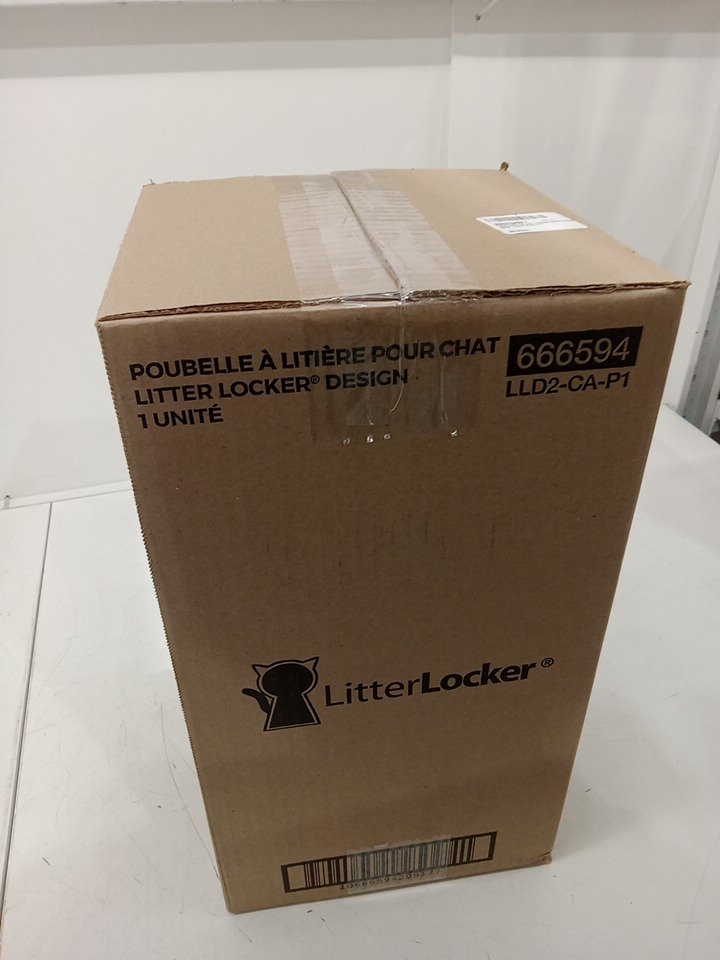 POUBELLE À LITIÈRE POUR CHAT
LITTER LOCKER® DESIGN
1 UNITÉ
666594
LLD2-CA-P1
LitterLocker®